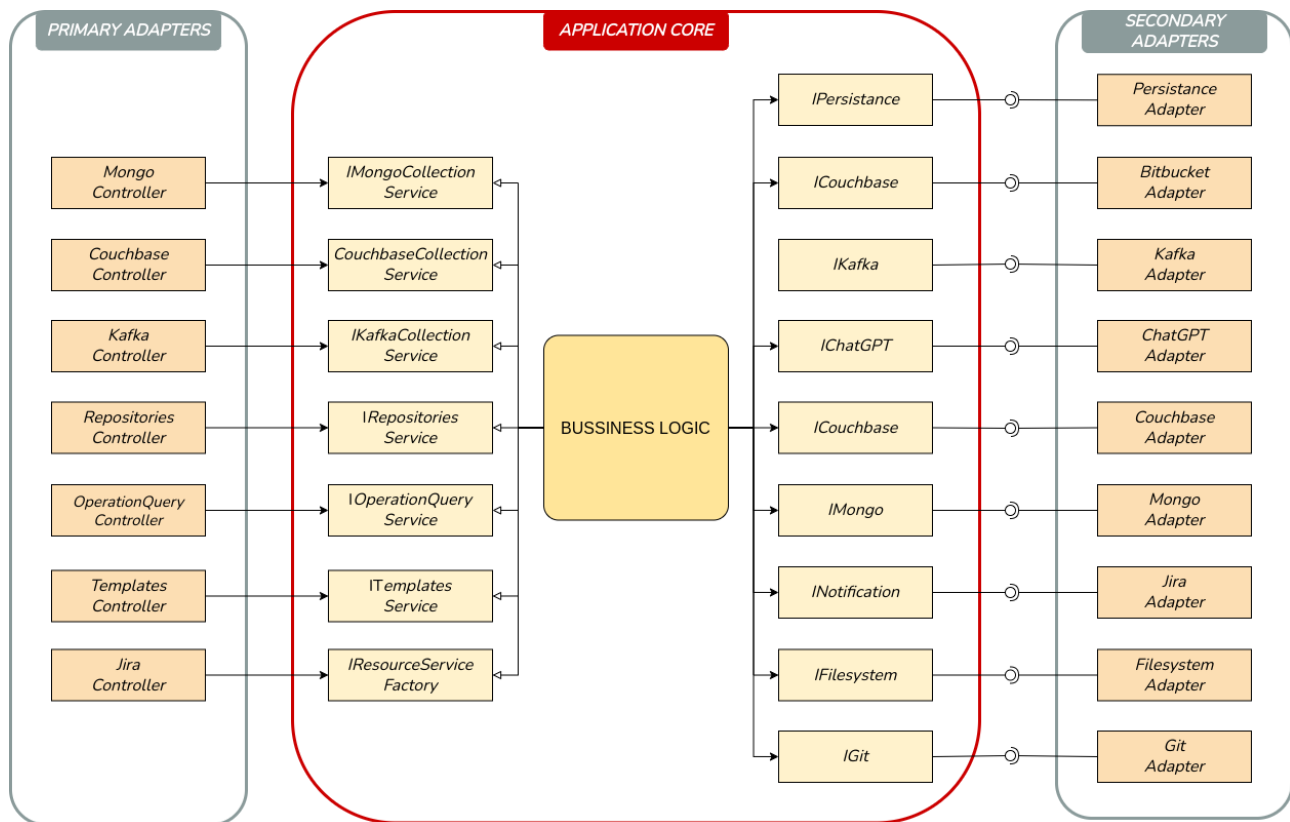 PRIMARY ADAPTERS
APPLICATION CORE
SECONDARY
ADAPTERS
Mongo
Controller
Couchbase
Controller
Kafka
Controller
Repositories
Controller
OperationQuery
Controller
Templates
Controller
Jira
Controller
IMongoCollection
Service
CouchbaseCollection
Service
IKafkaCollection
Service
IRepositories
Service
IOperationQuery
Service
ITemplates
Service
IResourceService
Factory
BUSSINESS LOGIC
IPersistance
ICouchbase
IKafka
IChatGPT
ICouchbase
IMongo
INotification
IFilesystem
IGit
Persistance
Adapter
Bitbucket
Adapter
Kafka
Adapter
ChatGPT
Adapter
Couchbase
Adapter
Mongo
Adapter
Jira
Adapter
Filesystem
Adapter
Git
Adapter